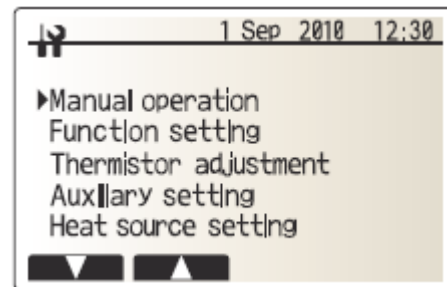 1 Sep 2010 12:30
Manual operation
Function setting
Thermistor adjustment
Auxiliary setting
Heat source setting